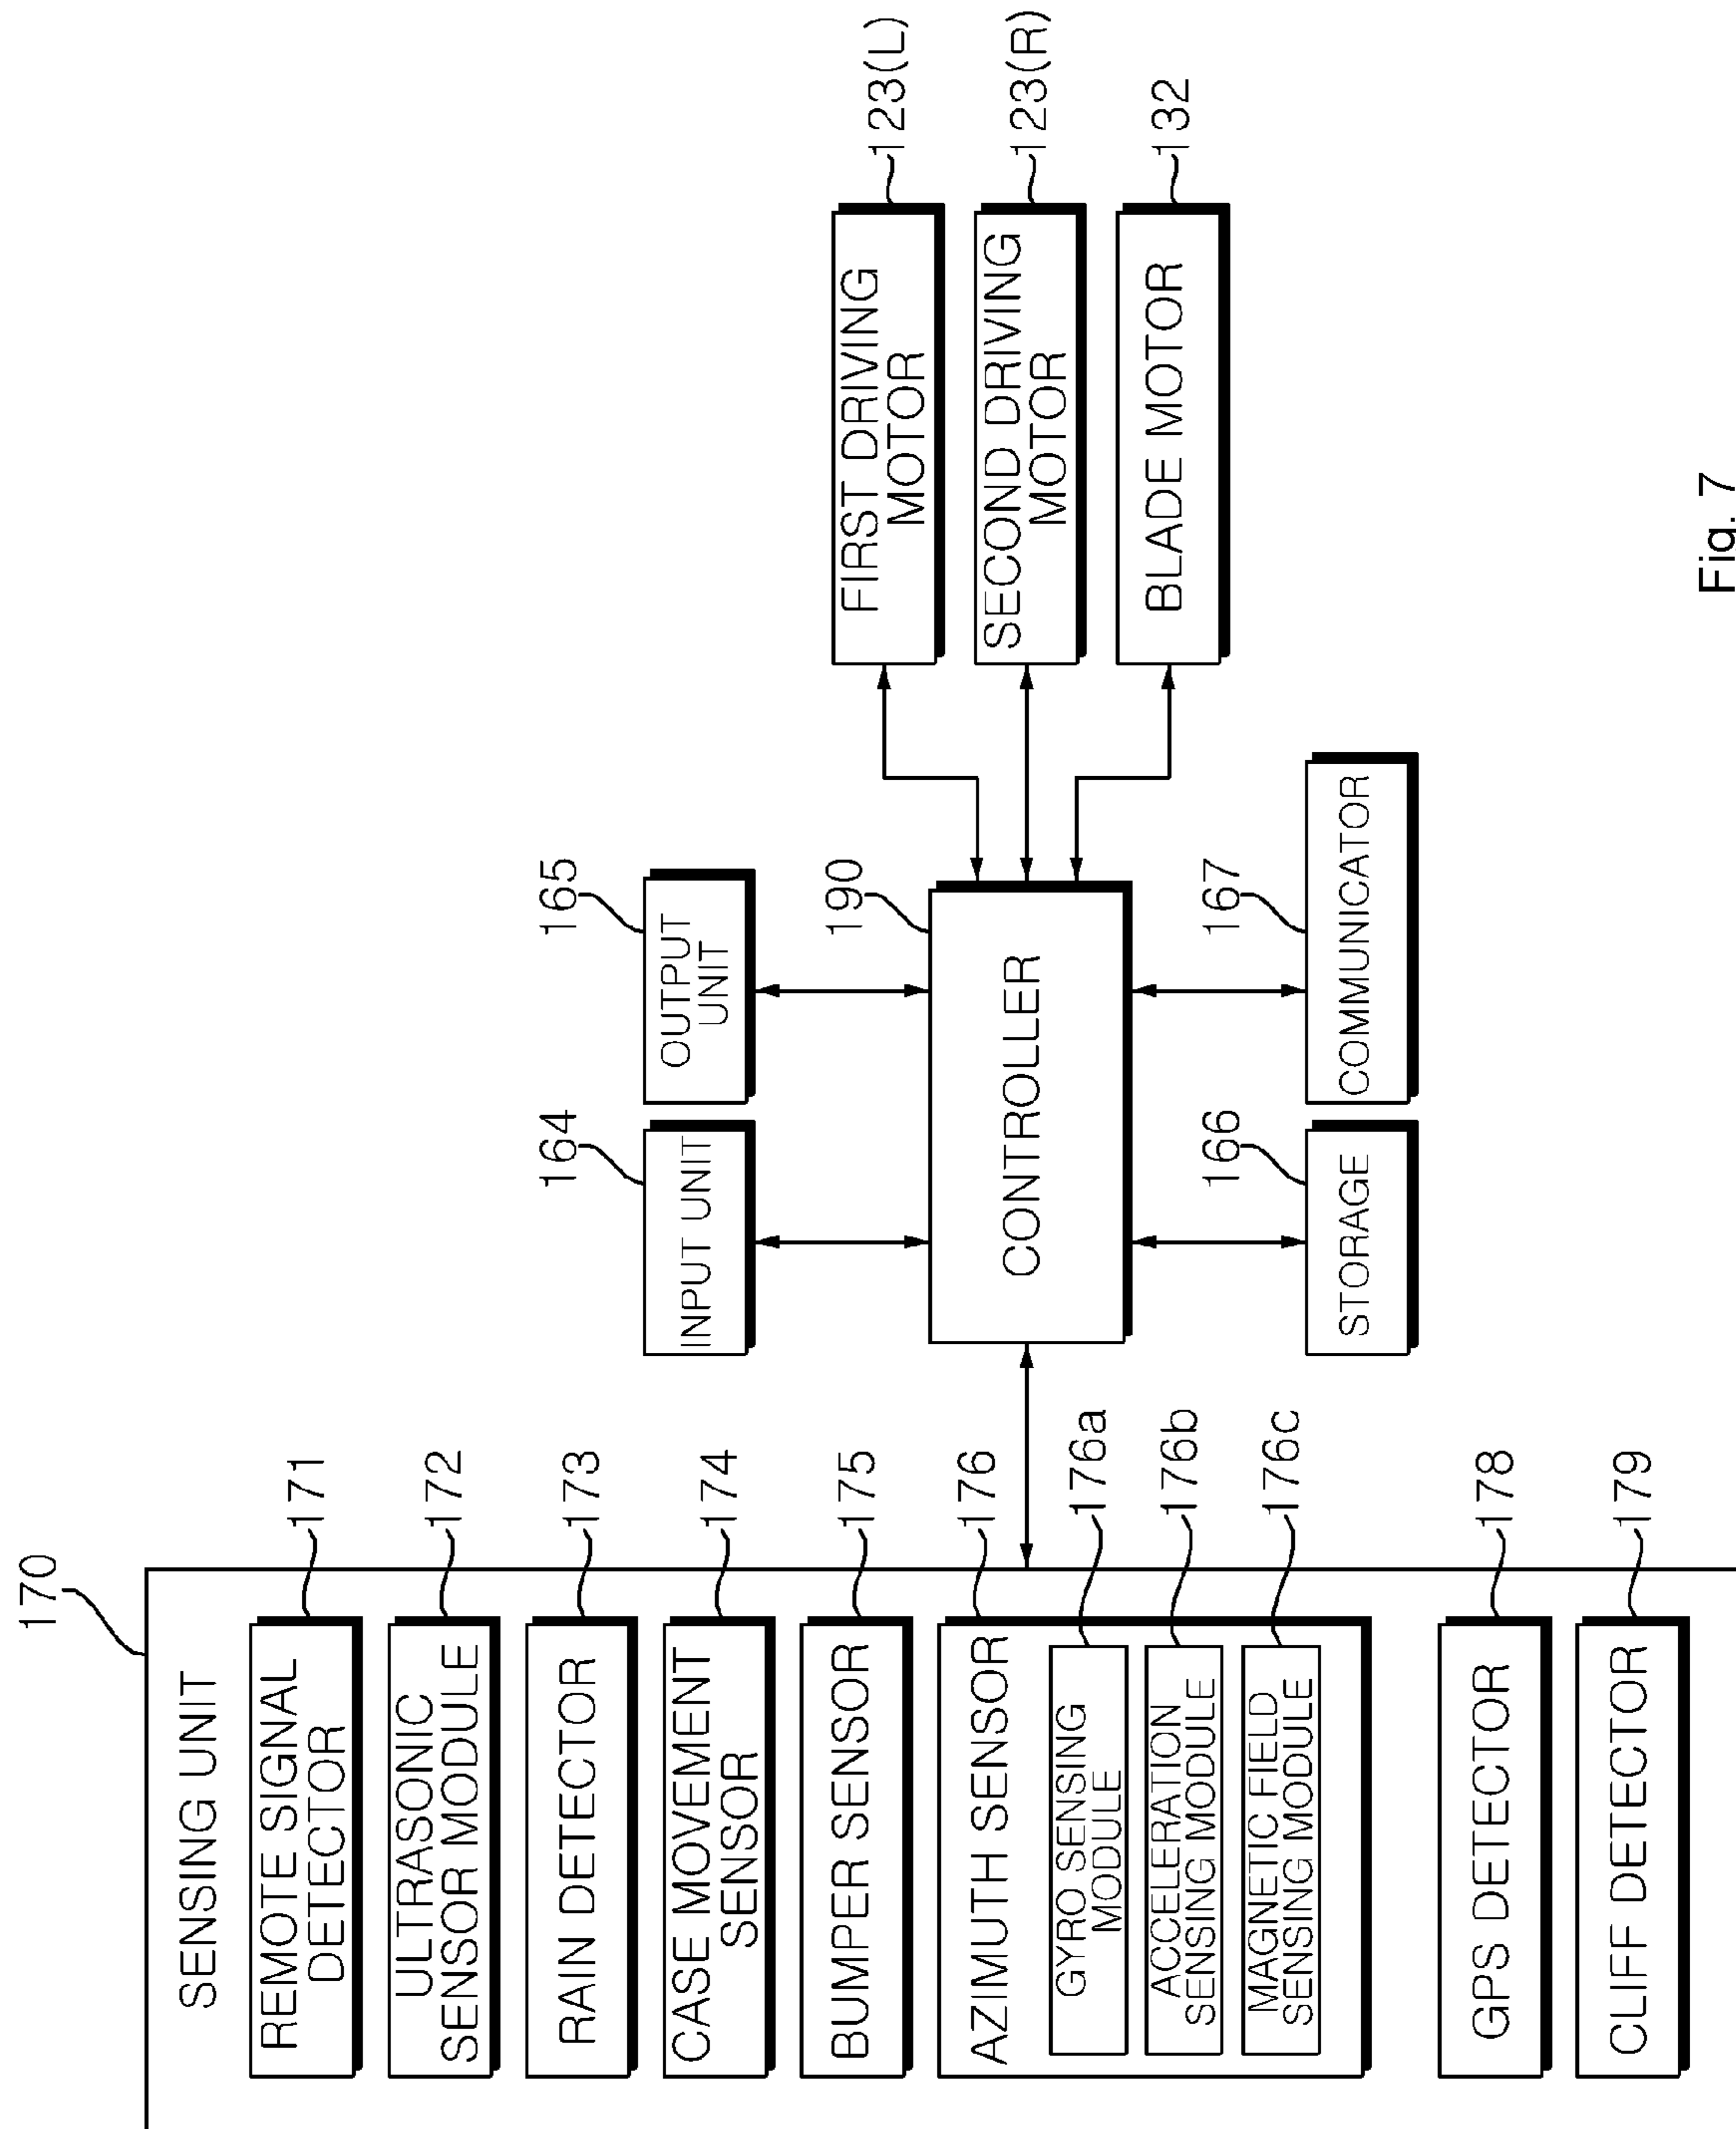 170
SENSING UNIT
REMOTE SIGNAL
DETECTOR
171
ULTRASONIC
SENSOR MODULE
172
RAIN DETECTOR
173
CASE MOVEMENT
SENSOR
174
BUMPER SENSOR
175
AZIMUTH SENSOR
176
GYRO SENSING
MODULE
176a
ACCELERATION
SENSING MODULE
176b
MAGNETIC FIELD
SENSING MODULE
176c
GPS DETECTOR
178
CLIFF DETECTOR
179
164
INPUT UNIT
165
OUTPUT
UNIT
190
CONTROLLER
166
STORAGE
167
COMMUNICATOR
FIRST DRIVING
MOTOR
123(L)
SECOND DRIVING
MOTOR
123(R)
BLADE MOTOR
132
Fig. 7